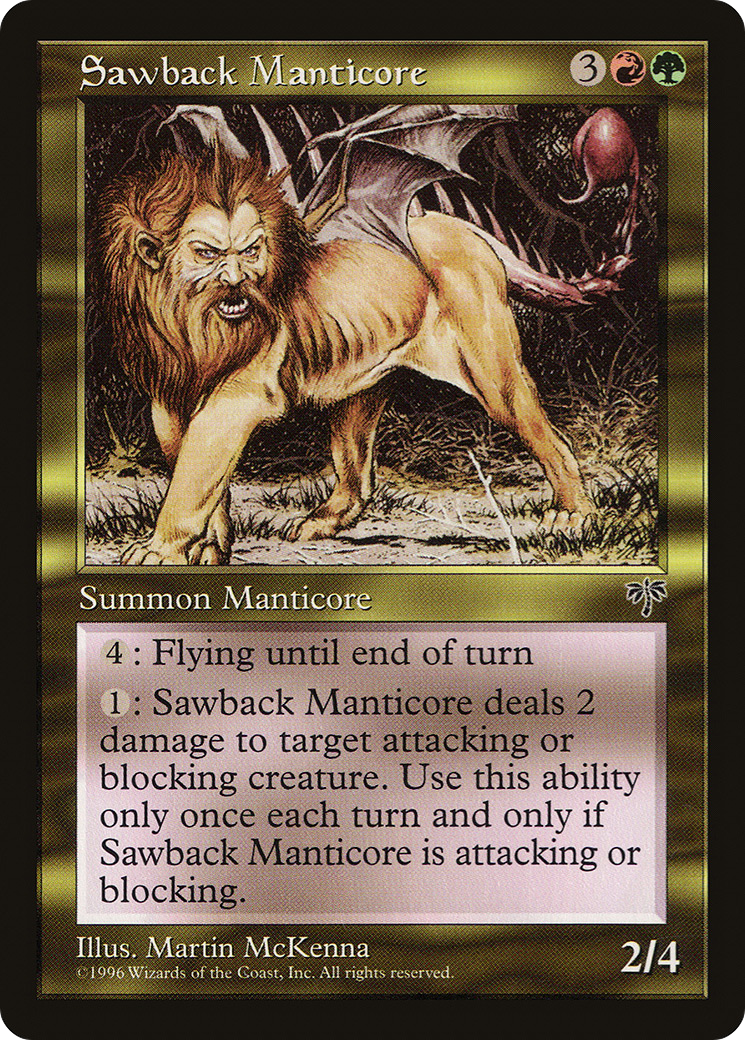 Sawback Manticore 3
Summon Manticore
4: Flying until end of turn
1: Sawback Manticore deals 2
damage to target attacking or
blocking creature. Use this ability
only once each turn and only if
Sawback Manticore is attacking or
blocking.
Illus. Martin McKenna
©1996 Wizards of the Coast, Inc. All rights reserved.
2/4